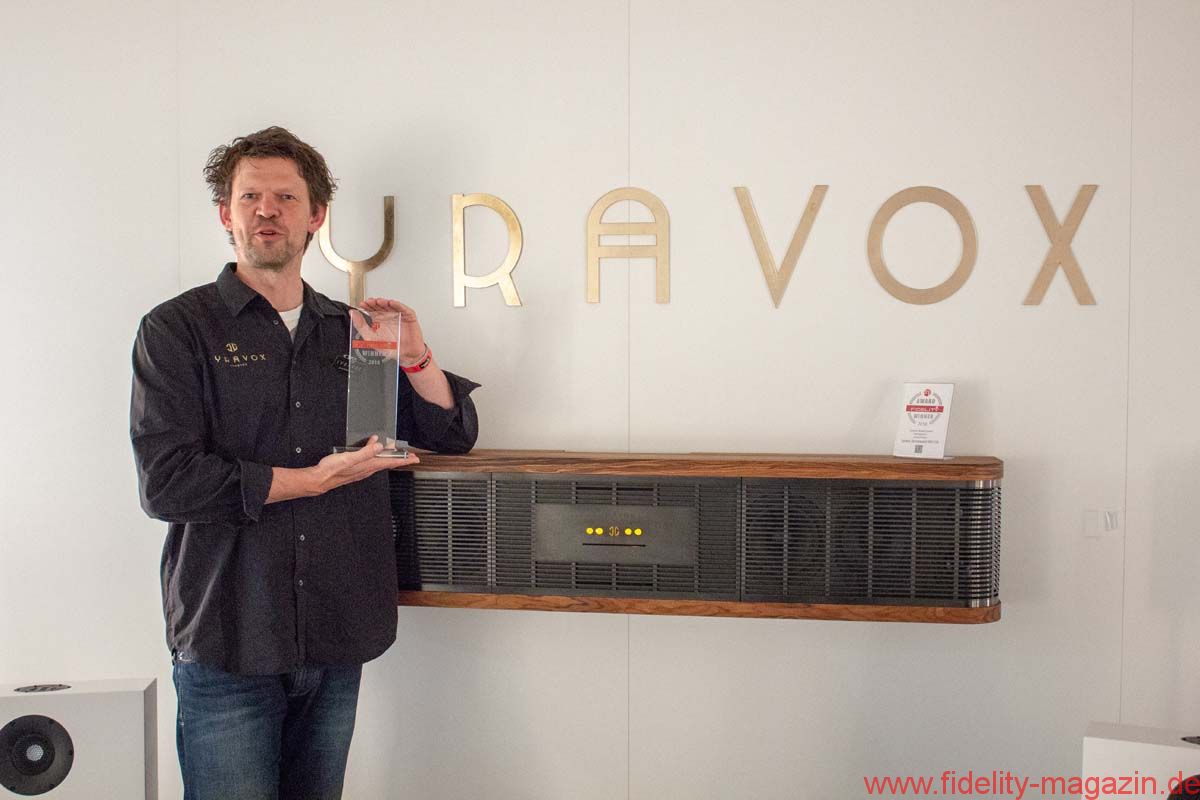 YRAVOX
YRAVOX
WINNER
2018
AWARD
FIDELITY
WINNER
2018
www.fidelity-magazin.de